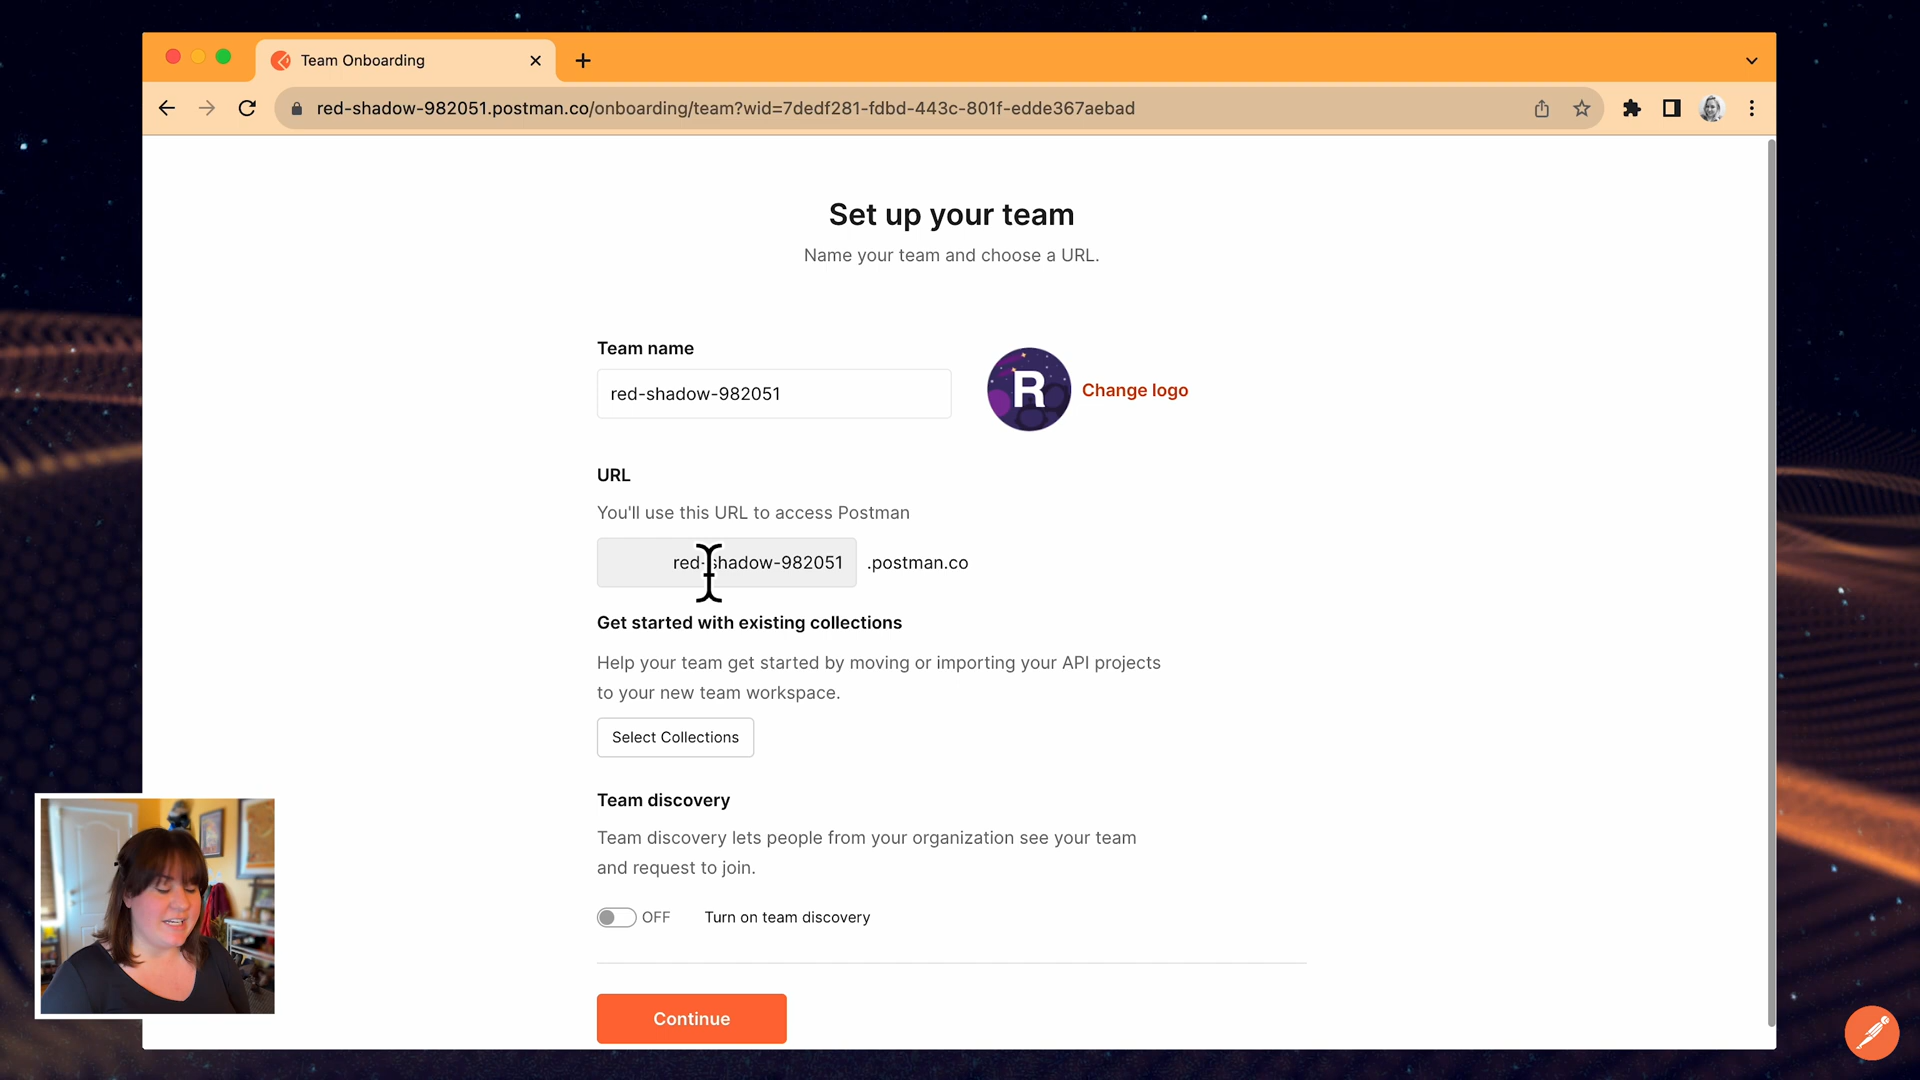 Team Onboarding
red-shadow-982051.postman.co/onboarding/team?wid=7dedf281-fdbd-443c-801f-edde367aebad
Set up your team
Name your team and choose a URL.
Team name
red-shadow-982051
R
Change logo
URL
You'll use this URL to access Postman
red-shadow-982051 .postman.co
Get started with existing collections
Help your team get started by moving or importing your API projects
to your new team workspace.
Select Collections
Team discovery
Team discovery lets people from your organization see your team
and request to join.
OFF Turn on team discovery
Continue